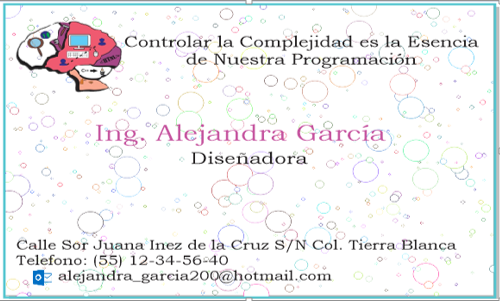 Controlar la Complejidad es la Esencia
de Nuestra Programación
Ing. Alejandra García
Diseñadora
Calle Sor Juana Inez de la Cruz S/N Col. Tierra Blanca
Telefono: (55) 12-34-56-40
alejandra_garcia200@hotmail.com